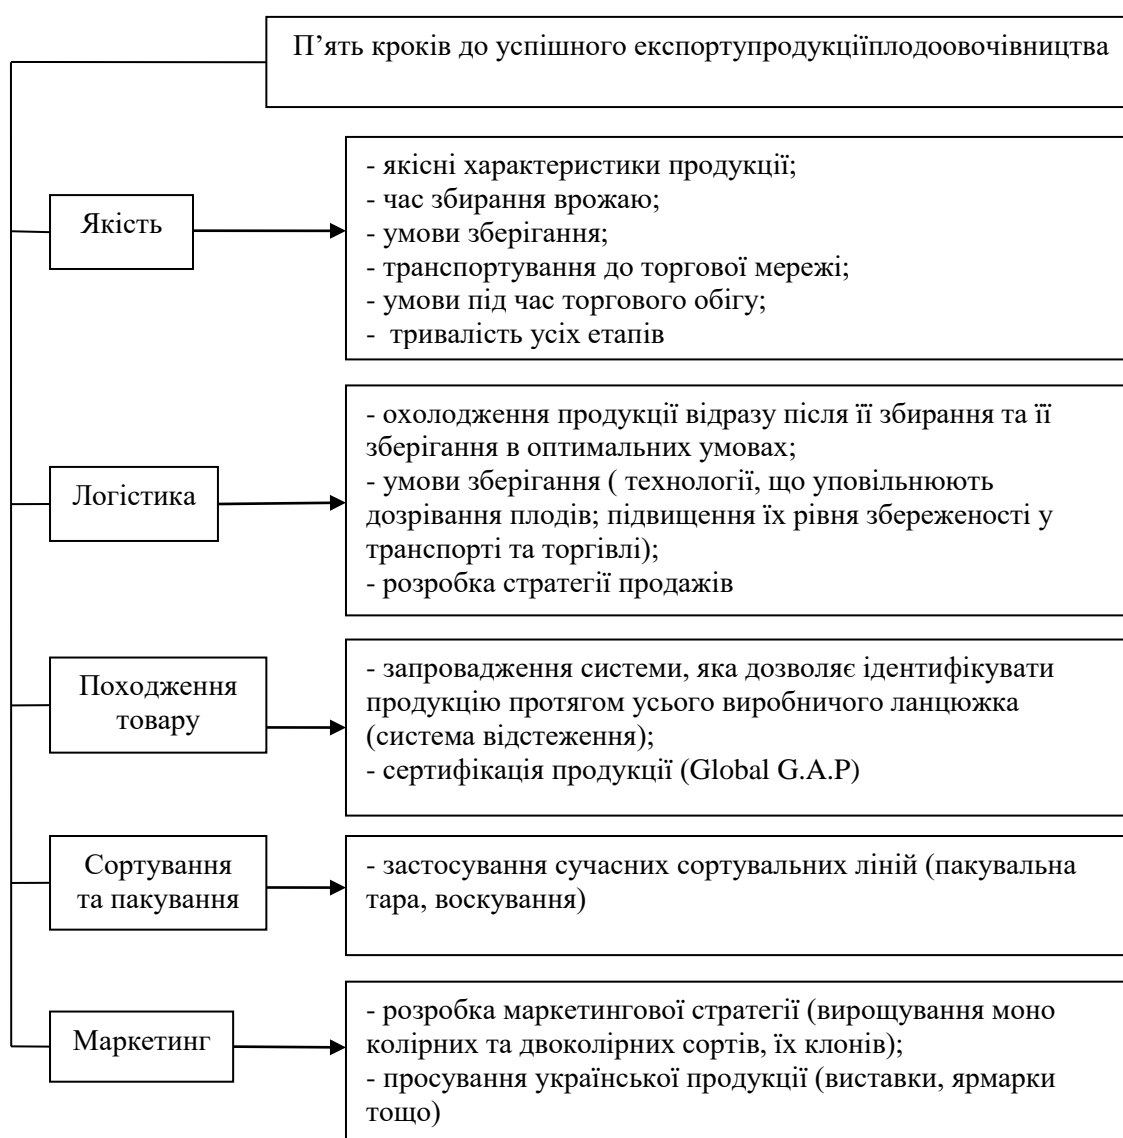 П’ять кроків до успішного експортупродукціїплодоовочівництва
Якість
- якісні характеристики продукції;
- час збирання врожаю;
- умови зберігання;
- транспортування до торгової мережі;
- умови під час торгового обігу;
-  тривалість усіх етапів
Логістика
- охолодження продукції відразу після її збирання та її
зберігання в оптимальних умовах;
- умови зберігання ( технології, що уповільнюють
дозрівання плодів; підвищення їх рівня збереженості у
транспорті та торгівлі);
- розробка стратегії продажів
Походження
товару
- запровадження системи, яка дозволяє ідентифікувати
продукцію протягом усього виробничого ланцюжка
(система відстеження);
- сертифікація продукції (Global G.A.P)
Сортування
та пакування
- застосування сучасних сортувальних ліній (пакувальна
тара, воскування)
Маркетинг
- розробка маркетингової стратегії (вирощування моно
колірних та двоколірних сортів, їх клонів);
- просування української продукції (виставки, ярмарки
тощо)